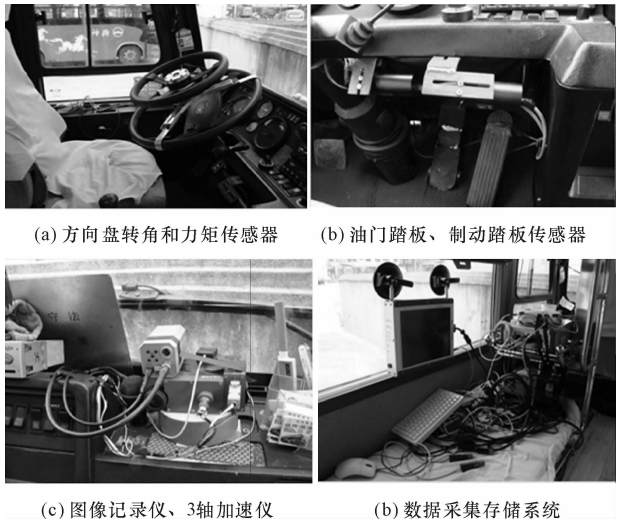 (a) 方向盘转角和力矩传感器
(b) 油门踏板、制动踏板传感器
(c) 图像记录仪、3轴加速仪
(b) 数据采集存储系统